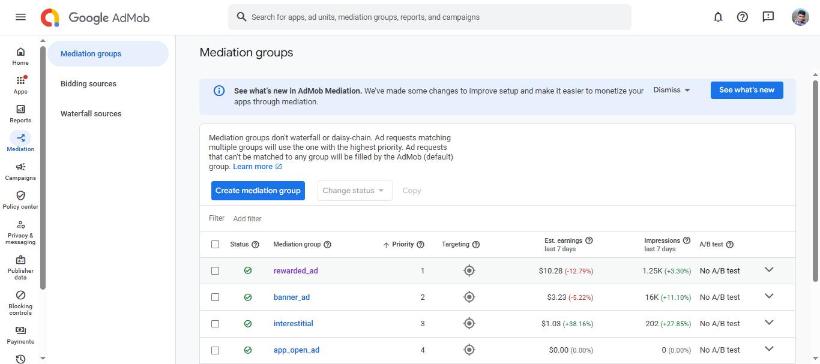 Google AdMob
Search for apps, ad units, mediation groups, reports, and campaigns
Home
Apps
Reports
Mediation
Campaigns
Policy center
Privacy &
messaging
Publisher
data
Blocking
controls
Payments
Mediation groups
Bidding sources
Waterfall sources
Mediation groups
See what's new in AdMob Mediation. We've made some changes to improve setup and make it easier to monetize your
apps through mediation.
Dismiss
See what's new
Mediation groups don't waterfall or daisy-chain. Ad requests matching
multiple groups will use the one with the highest priority. Ad requests
that can't be matched to any group will be filled by the AdMob (default)
group. Learn more
Create mediation group Change status Copy
Filter Add filter
Status Mediation group Priority Targeting Est. earnings last 7 days Impressions last 7 days A/B test
rewarded_ad 1 $10.28 (-12.79%) 1.25K (+3.30%) No A/B test
banner_ad 2 $3.23 (-5.22%) 16K (+11.10%) No A/B test
interestitial 3 $1.03 (+38.16%) 202 (+27.85%) No A/B test
app_open_ad 4 $0.00 (0.00%) 0 (0.00%) No A/B test